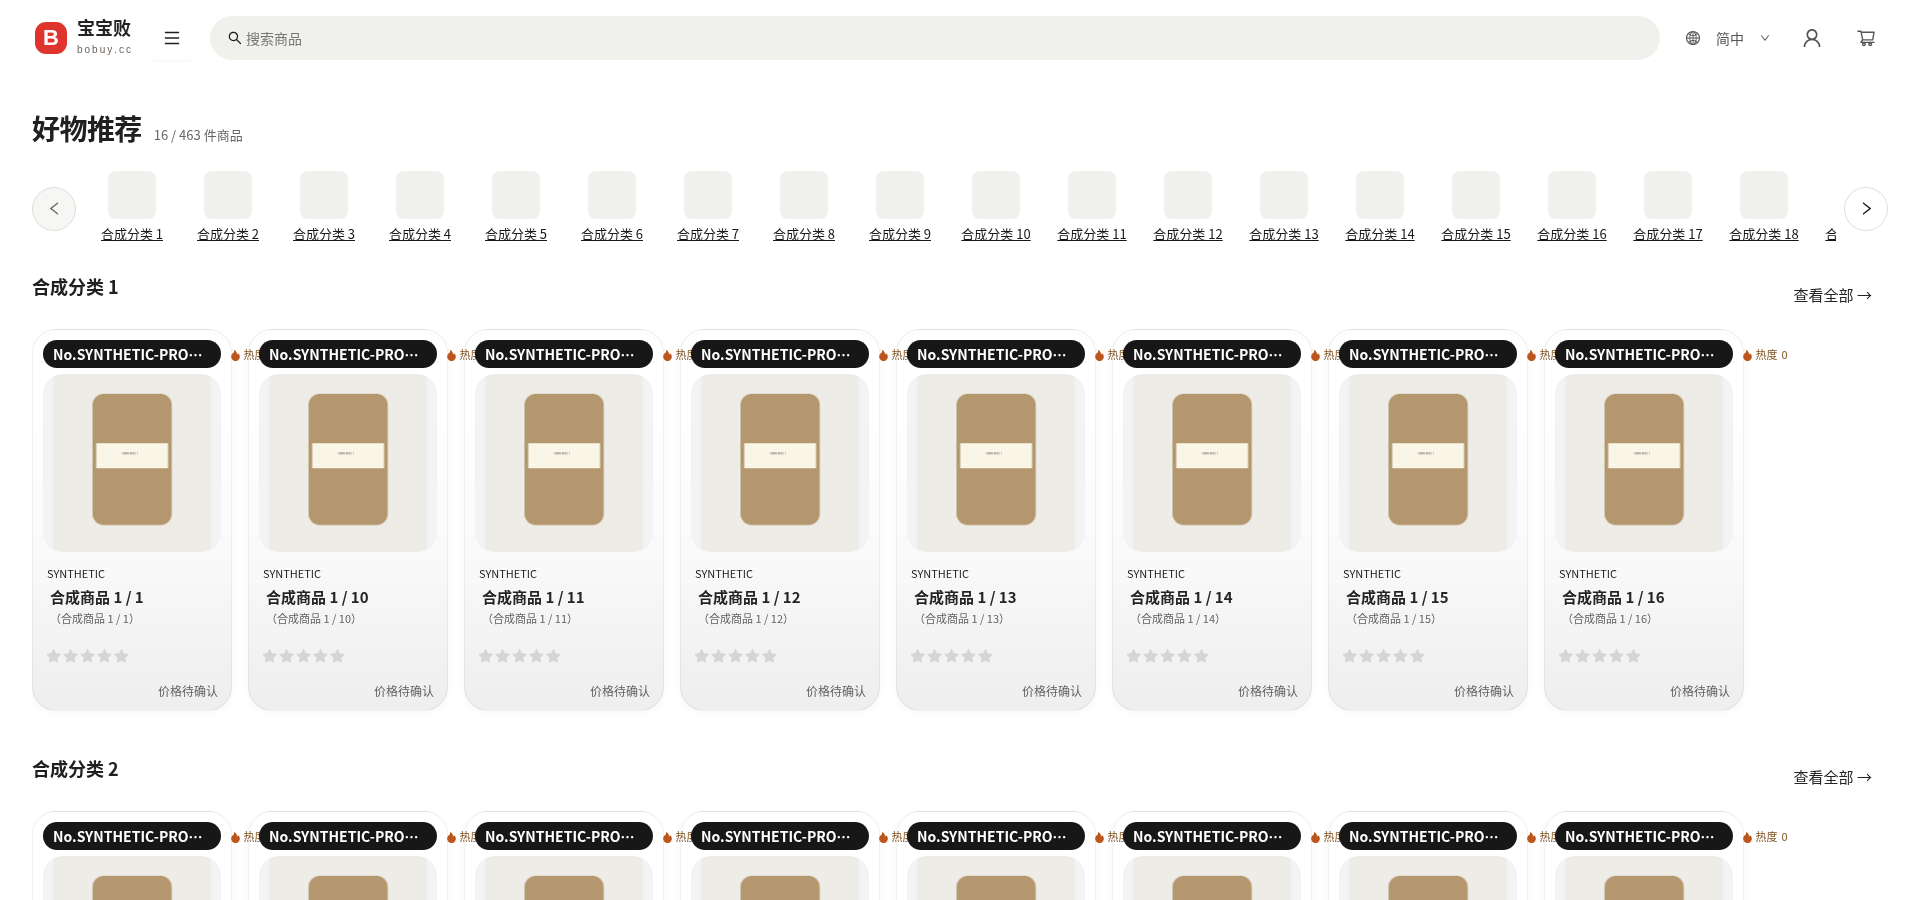 B 宝宝败
bobuy.cc
搜索商品
简中
好物推荐 16 / 463 件商品
合成分类 1 合成分类 2 合成分类 3 合成分类 4 合成分类 5 合成分类 6 合成分类 7 合成分类 8 合成分类 9 合成分类 10 合成分类 11 合成分类 12 合成分类 13 合成分类 14 合成分类 15 合成分类 16 合成分类 17 合成分类 18 合
合成分类 1
查看全部 →
No.SYNTHETIC-PRO… 热 No.SYNTHETIC-PRO… 热 No.SYNTHETIC-PRO… 热 No.SYNTHETIC-PRO… 热 No.SYNTHETIC-PRO… 热 No.SYNTHETIC-PRO… 热 No.SYNTHETIC-PRO… 热 No.SYNTHETIC-PRO… 热度 0
SYNTHETIC SYNTHETIC SYNTHETIC SYNTHETIC SYNTHETIC SYNTHETIC SYNTHETIC SYNTHETIC
合成商品 1 / 1 合成商品 1 / 10 合成商品 1 / 11 合成商品 1 / 12 合成商品 1 / 13 合成商品 1 / 14 合成商品 1 / 15 合成商品 1 / 16
（合成商品 1 / 1） （合成商品 1 / 10） （合成商品 1 / 11） （合成商品 1 / 12） （合成商品 1 / 13） （合成商品 1 / 14） （合成商品 1 / 15） （合成商品 1 / 16）
价格待确认 价格待确认 价格待确认 价格待确认 价格待确认 价格待确认 价格待确认 价格待确认
合成分类 2
查看全部 →
No.SYNTHETIC-PRO… 热 No.SYNTHETIC-PRO… 热 No.SYNTHETIC-PRO… 热 No.SYNTHETIC-PRO… 热 No.SYNTHETIC-PRO… 热 No.SYNTHETIC-PRO… 热 No.SYNTHETIC-PRO… 热 No.SYNTHETIC-PRO… 热度 0